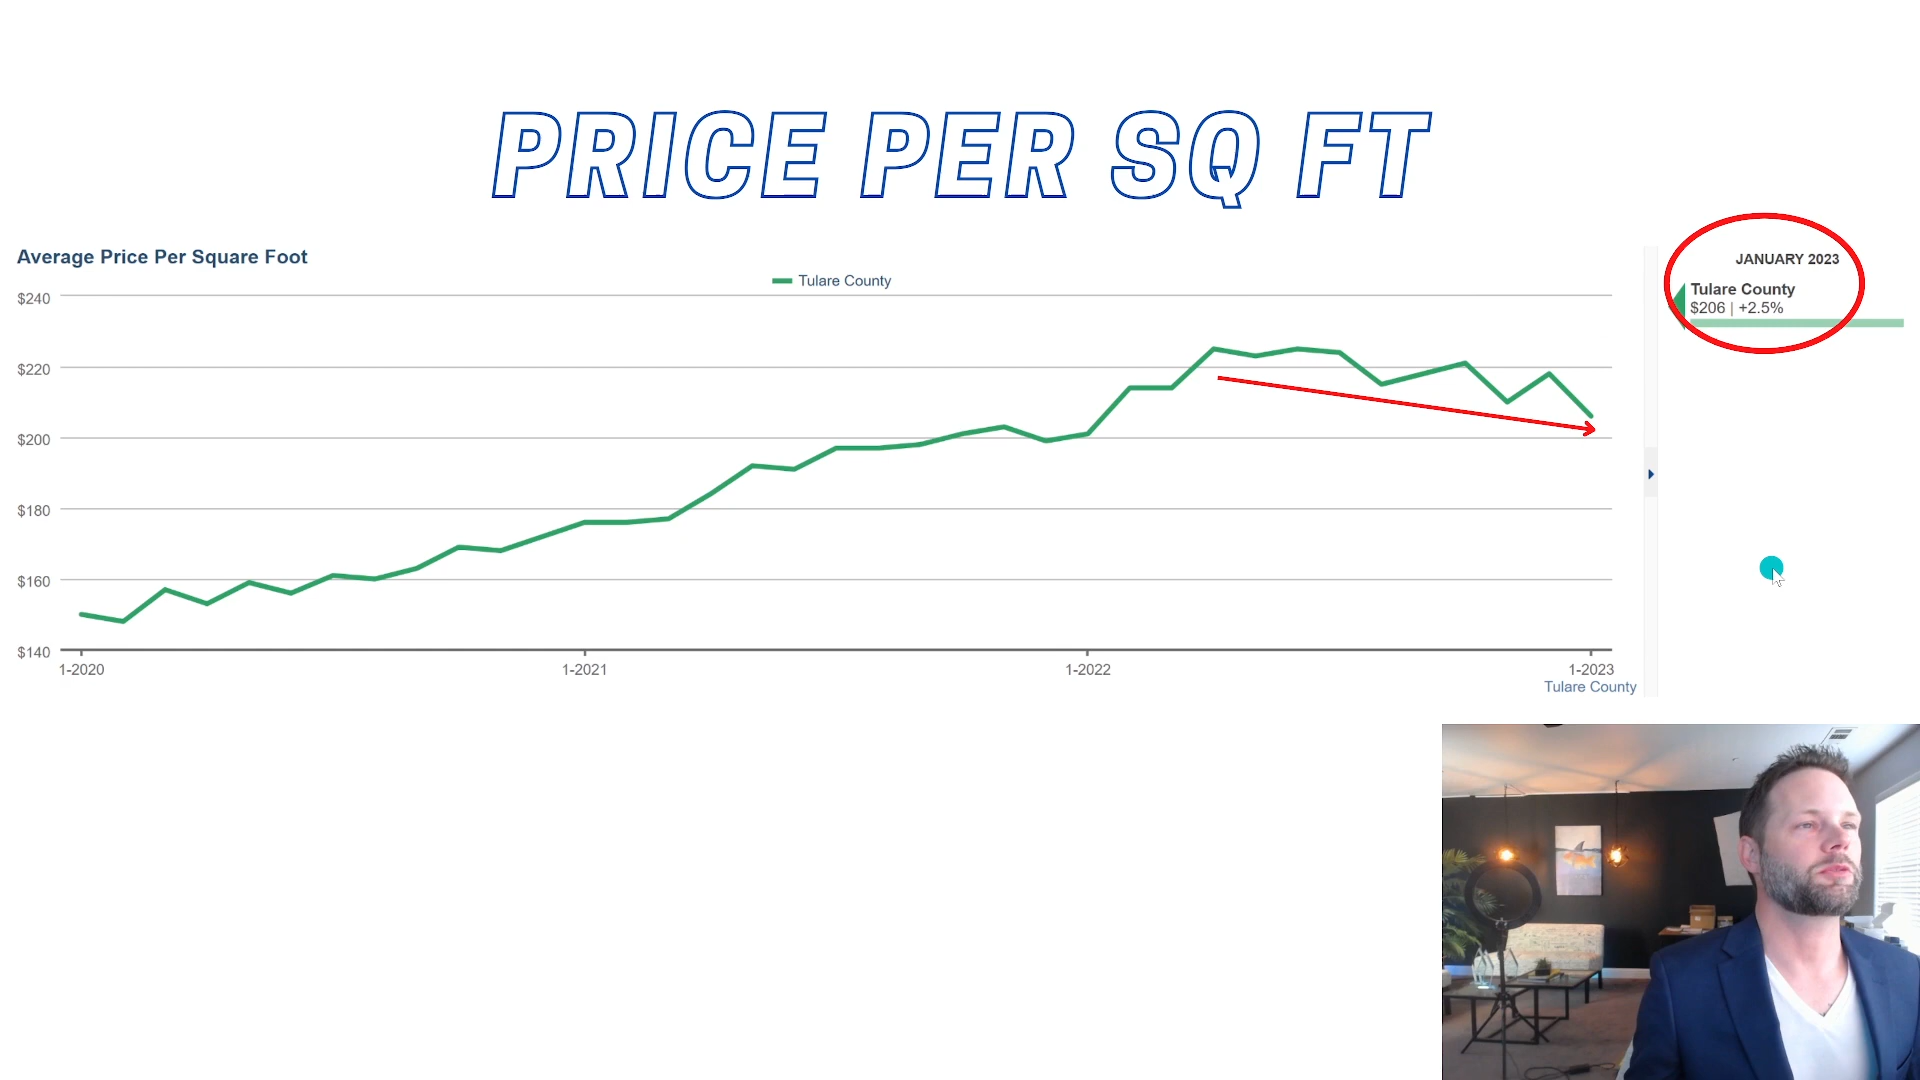 PRICE PER SQ FT
Average Price Per Square Foot
Tulare County
$240
$220
$200
$180
$160
$140
1-2020
1-2021
1-2022
1-2023
Tulare County
JANUARY 2023
Tulare County
$206 | +2.5%